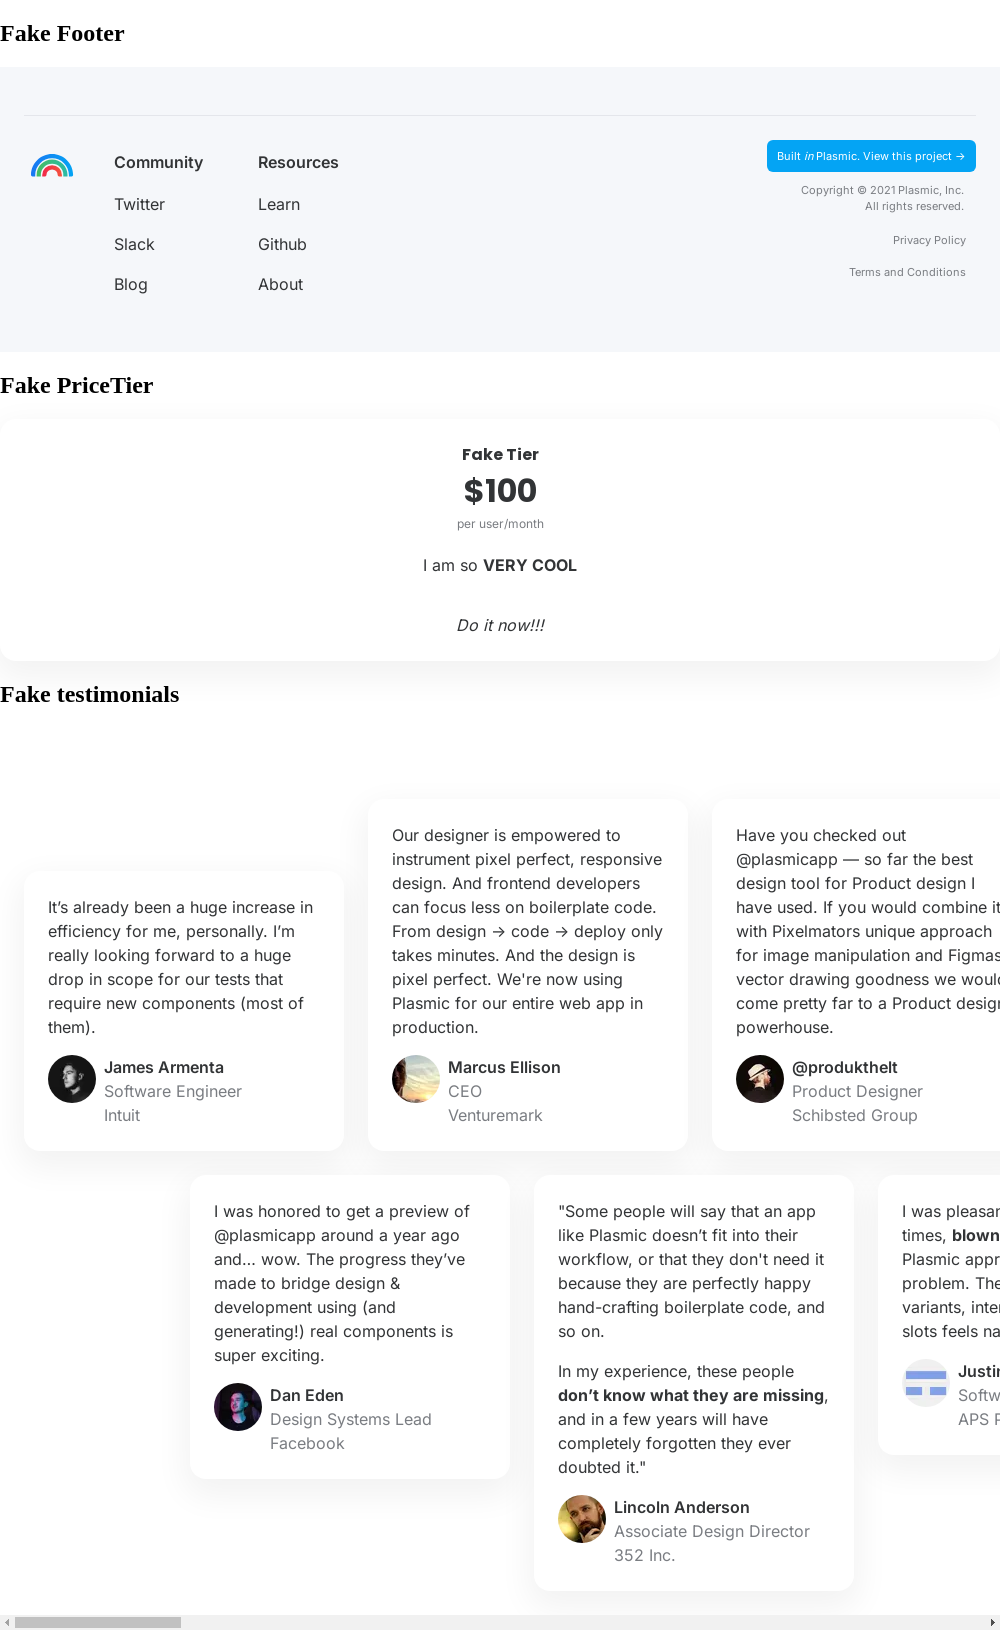 Fake Footer
Community
Twitter
Slack
Blog
Resources
Learn
Github
About
Built in Plasmic. View this project →
Copyright © 2021 Plasmic, Inc.
All rights reserved.
Privacy Policy
Terms and Conditions
Fake PriceTier
Fake Tier
$100
per user/month
I am so VERY COOL
Do it now!!!
Fake testimonials
It’s already been a huge increase in
efficiency for me, personally. I’m
really looking forward to a huge
drop in scope for our tests that
require new components (most of
them).
James Armenta
Software Engineer
Intuit
Our designer is empowered to
instrument pixel perfect, responsive
design. And frontend developers
can focus less on boilerplate code.
From design → code → deploy only
takes minutes. And the design is
pixel perfect. We're now using
Plasmic for our entire web app in
production.
Marcus Ellison
CEO
Venturemark
Have you checked out
@plasmicapp — so far the best
design tool for Product design I
have used. If you would combine it
with Pixelmators unique approach
for image manipulation and Figmas
vector drawing goodness we would
come pretty far to a Product design
powerhouse.
@produkthelt
Product Designer
Schibsted Group
I was honored to get a preview of
@plasmicapp around a year ago
and… wow. The progress they’ve
made to bridge design &
development using (and
generating!) real components is
super exciting.
Dan Eden
Design Systems Lead
Facebook
"Some people will say that an app
like Plasmic doesn’t fit into their
workflow, or that they don't need it
because they are perfectly happy
hand-crafting boilerplate code, and
so on.
In my experience, these people
don’t know what they are missing,
and in a few years will have
completely forgotten they ever
doubted it."
Lincoln Anderson
Associate Design Director
352 Inc.
I was
times, blown
Plasmic
problem.
variants,
slots feels
APS